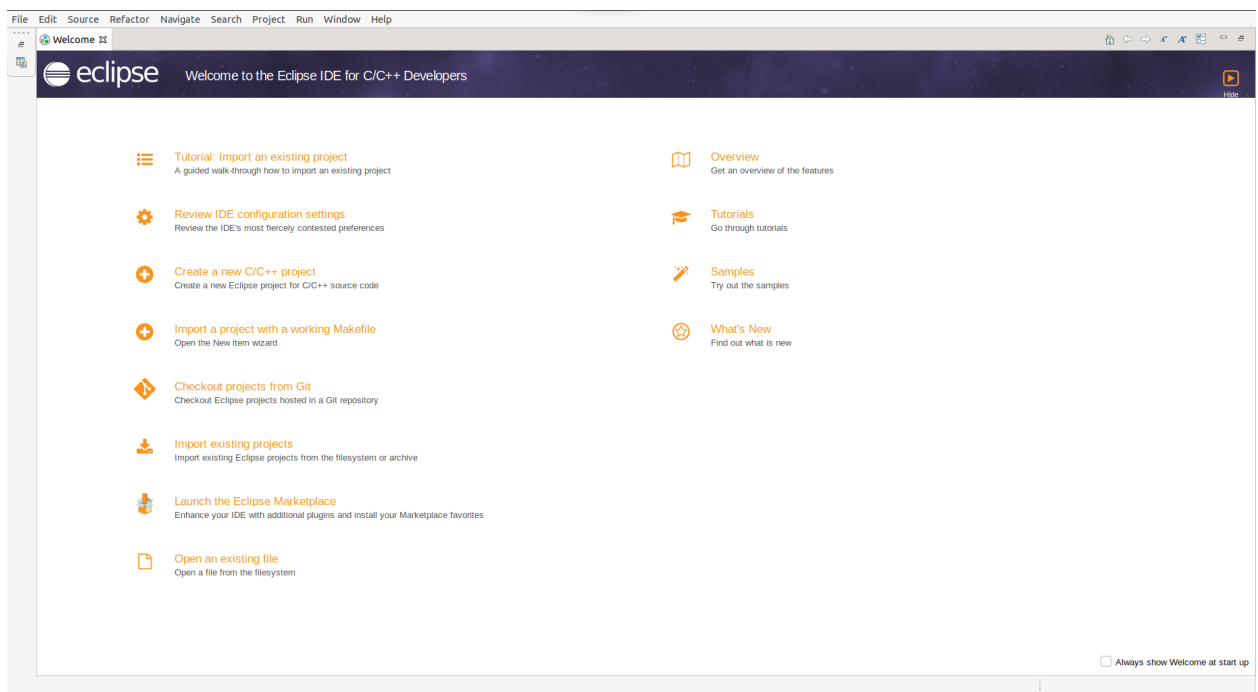 File Edit Source Refactor Navigate Search Project Run Window Help
Welcome
eclipse Welcome to the Eclipse IDE for C/C++ Developers
Hide
Tutorial: Import an existing project
A guided walk-through how to import an existing project
Review IDE configuration settings
Review the IDE's most fiercely contested preferences
Create a new C/C++ project
Create a new Eclipse project for C/C++ source code
Import a project with a working Makefile
Open the New item wizard
Checkout projects from Git
Checkout Eclipse projects hosted in a Git repository
Import existing projects
Import existing Eclipse projects from the filesystem or archive
Launch the Eclipse Marketplace
Enhance your IDE with additional plugins and install your Marketplace favorites
Open an existing file
Open a file from the filesystem
Overview
Get an overview of the features
Tutorials
Go through tutorials
Samples
Try out the samples
What's New
Find out what is new
Always show Welcome at start up